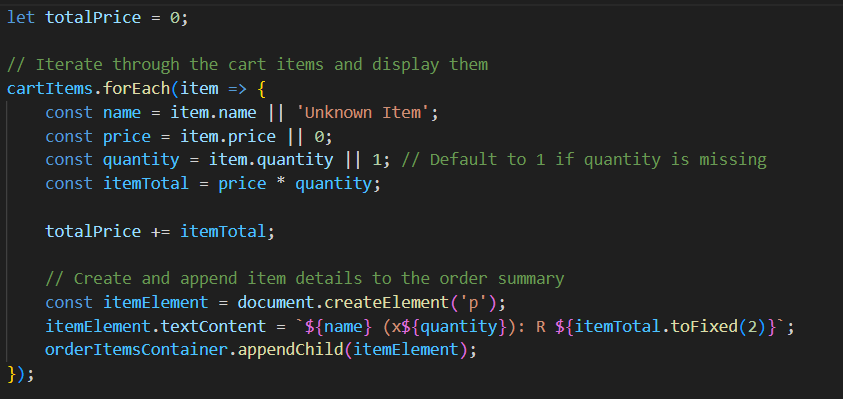 let totalPrice = 0;
// Iterate through the cart items and display them
cartItems.forEach(item => {
    const name = item.name || 'Unknown Item';
    const price = item.price || 0;
    const quantity = item.quantity || 1; // Default to 1 if quantity is missing
    const itemTotal = price * quantity;
    totalPrice += itemTotal;
    // Create and append item details to the order summary
    const itemElement = document.createElement('p');
    itemElement.textContent = `${name} (x${quantity}): R ${itemTotal.toFixed(2)}`;
    orderItemsContainer.appendChild(itemElement);
});